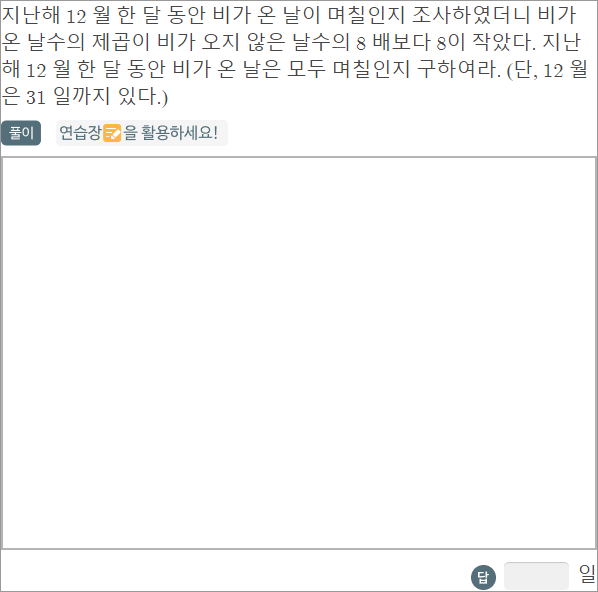 지난해 12 월 한 달 동안 비가 온 날이 며칠인지 조사하였더니 비가
온 날수의 제곱이 비가 오지 않은 날수의 8 배보다 8이 작았다. 지난
해 12 월 한 달 동안 비가 온 날은 모두 며칠인지 구하여라. (단, 12 월
은 31 일까지 있다.)
풀이 연습장을 활용하세요!
답 일